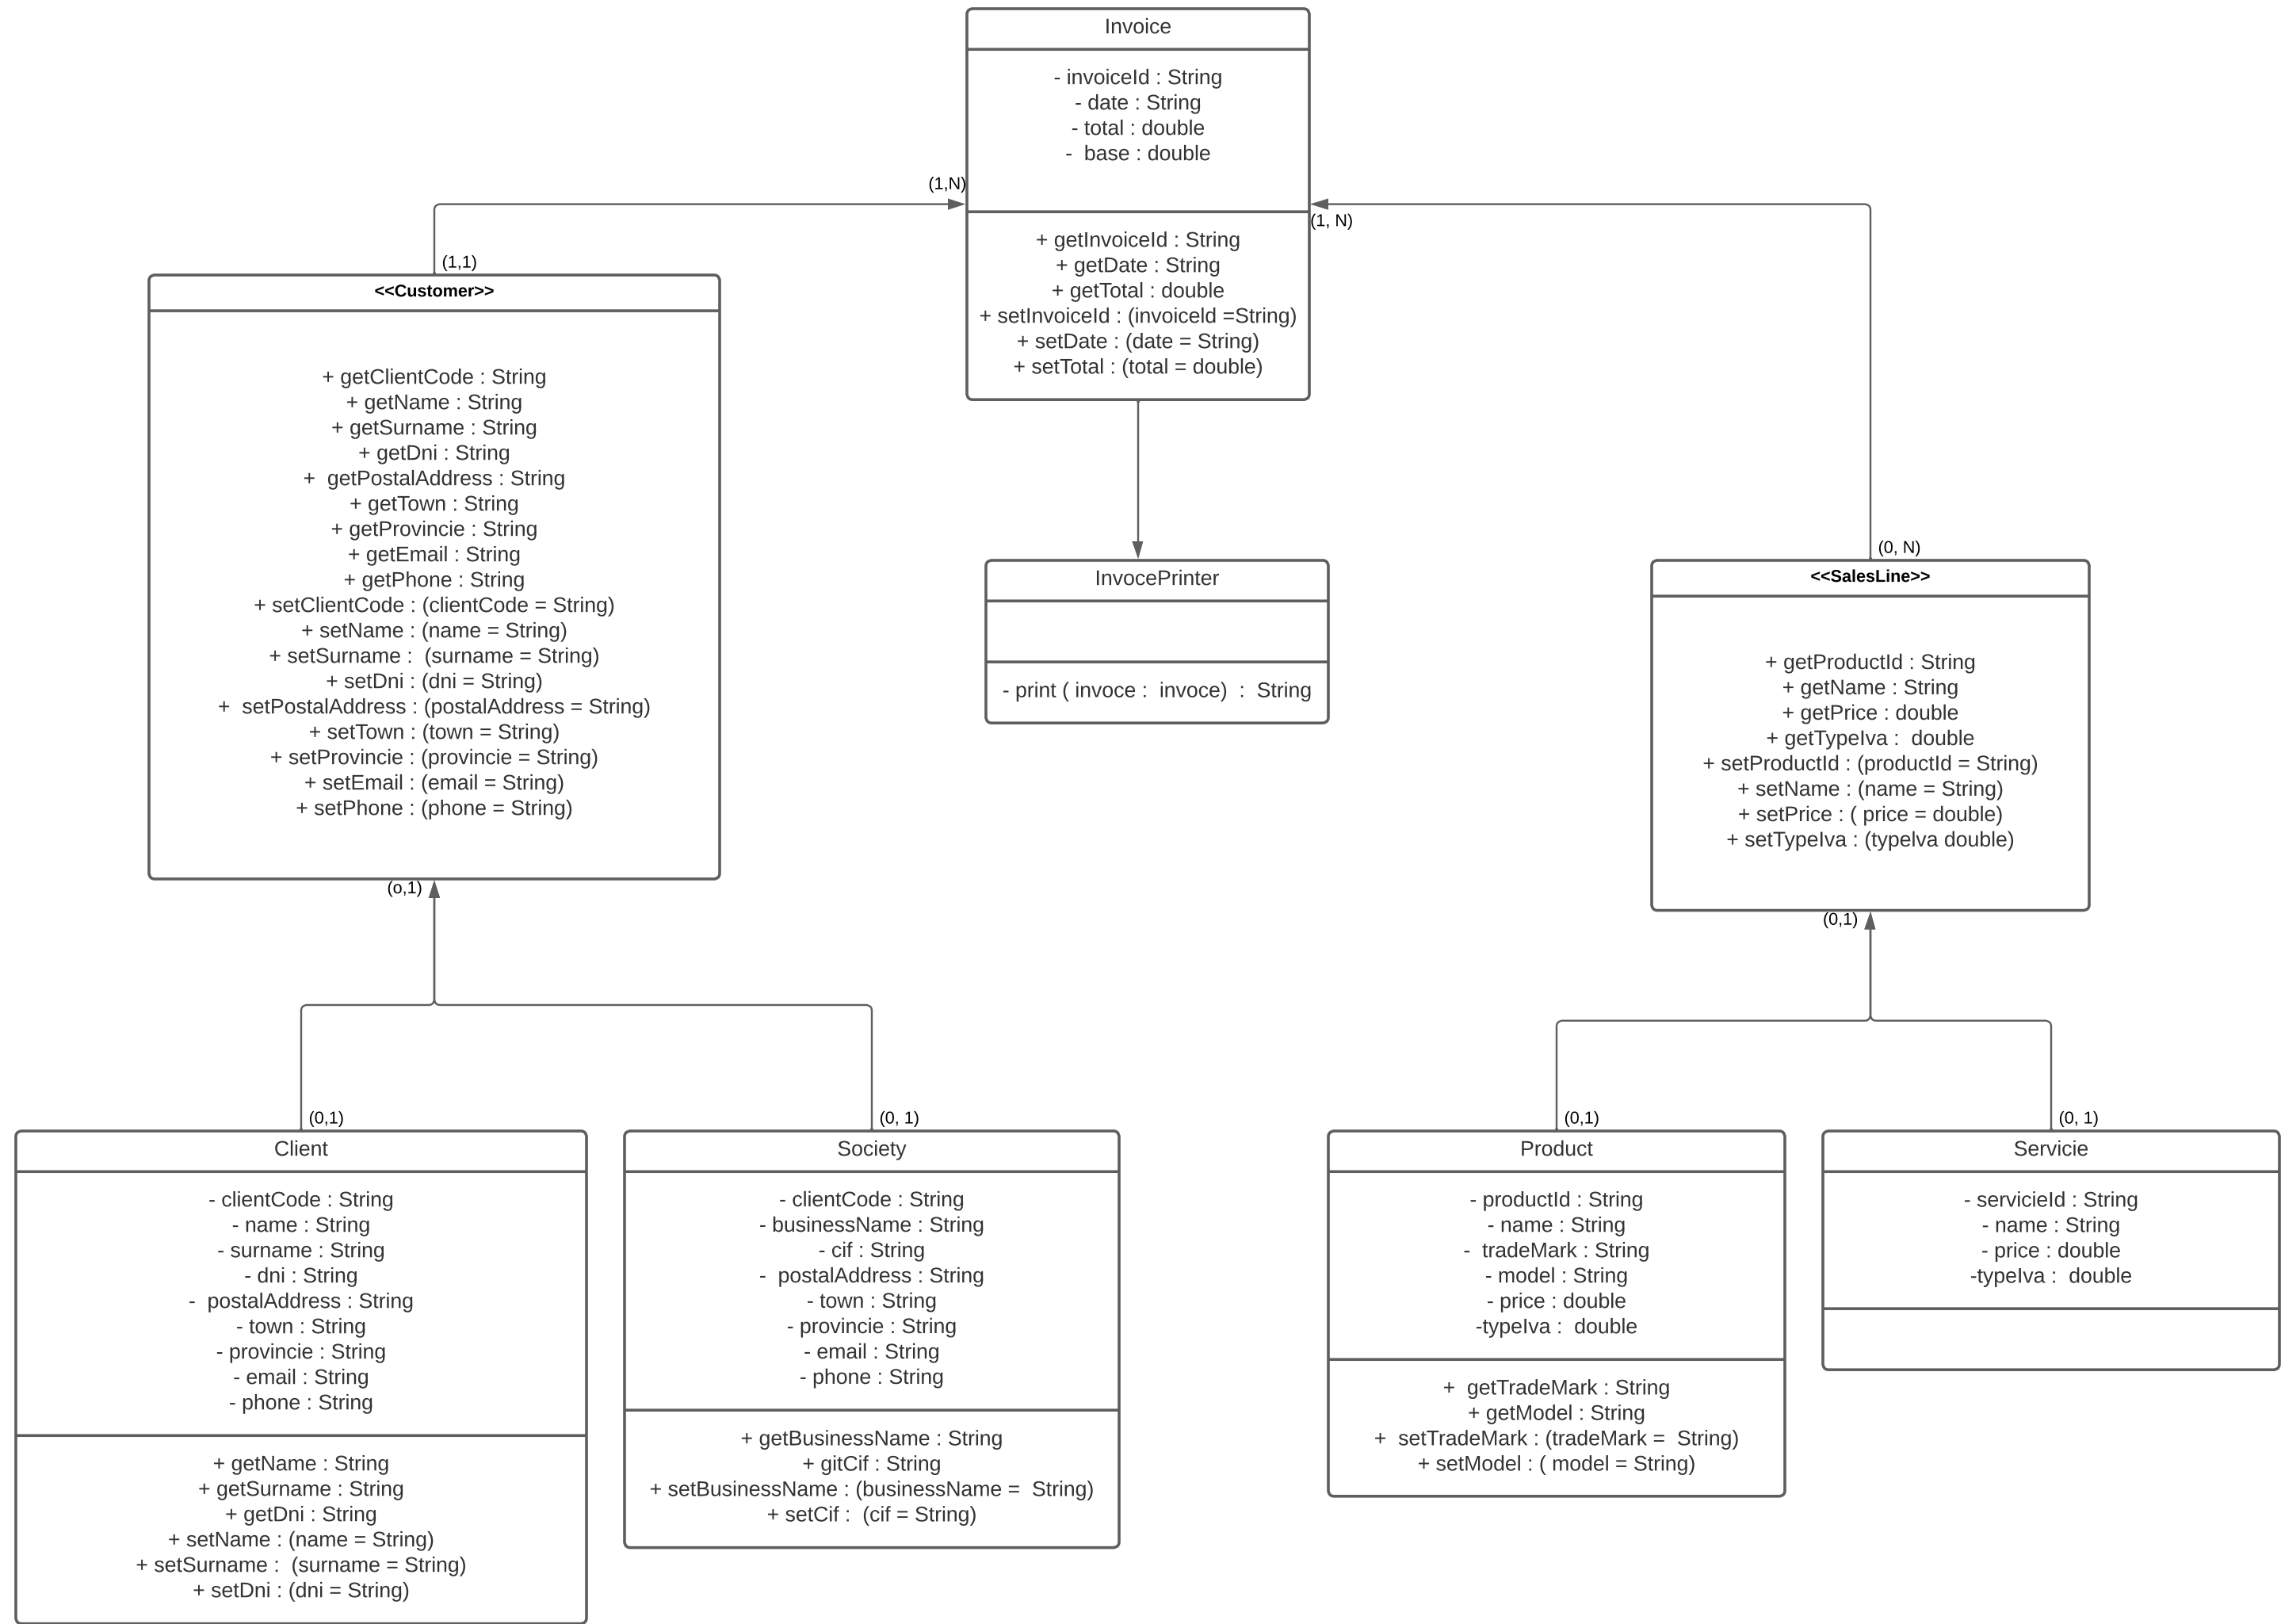 Invoice
- invoiceId : String
- date : String
- total : double
-  base : double
(1,N)
(1, N)
+ getInvoiceId : String
+ getDate : String
+ getTotal : double
+ setInvoiceId : (invoiceId =String)
+ setDate : (date = String)
+ setTotal : (total = double)
(1,1)
<<Customer>>
+ getClientCode : String
+ getName : String
+ getSurname : String
+ getDni : String
+  getPostalAddress : String
+ getTown : String
+ getProvincie : String
+ getEmail : String
+ getPhone : String
+ setClientCode : (clientCode = String)
+ setName : (name = String)
+ setSurname :  (surname = String)
+ setDni : (dni = String)
+  setPostalAddress : (postalAddress = String)
+ setTown : (town = String)
+ setProvincie : (provincie = String)
+ setEmail : (email = String)
+ setPhone : (phone = String)
(o,1)
InvocePrinter
- print ( invoce :  invoce)  :  String
(0, N)
<<SalesLine>>
+ getProductId : String
+ getName : String
+ getPrice : double
+ getTypeIva :  double
+ setProductId : (productId = String)
+ setName : (name = String)
+ setPrice : ( price = double)
+ setTypeIva : (typeIva double)
(0,1)
(0,1)
Client
- clientCode : String
- name : String
- surname : String
- dni : String
-  postalAddress : String
- town : String
- provincie : String
- email : String
- phone : String
+ getName : String
+ getSurname : String
+ getDni : String
+ setName : (name = String)
+ setSurname :  (surname = String)
+ setDni : (dni = String)
(0, 1)
Society
- clientCode : String
- businessName : String
- cif : String
-  postalAddress : String
- town : String
- provincie : String
- email : String
- phone : String
+ getBusinessName : String
+ gitCif : String
+ setBusinessName : (businessName =  String)
+ setCif :  (cif = String)
(0,1)
Product
- productId : String
- name : String
-  tradeMark : String
- model : String
- price : double
-typeIva :  double
+  getTradeMark : String
+ getModel : String
+  setTradeMark : (tradeMark =  String)
+ setModel : ( model = String)
(0, 1)
Servicie
- servicieId : String
- name : String
- price : double
-typeIva :  double